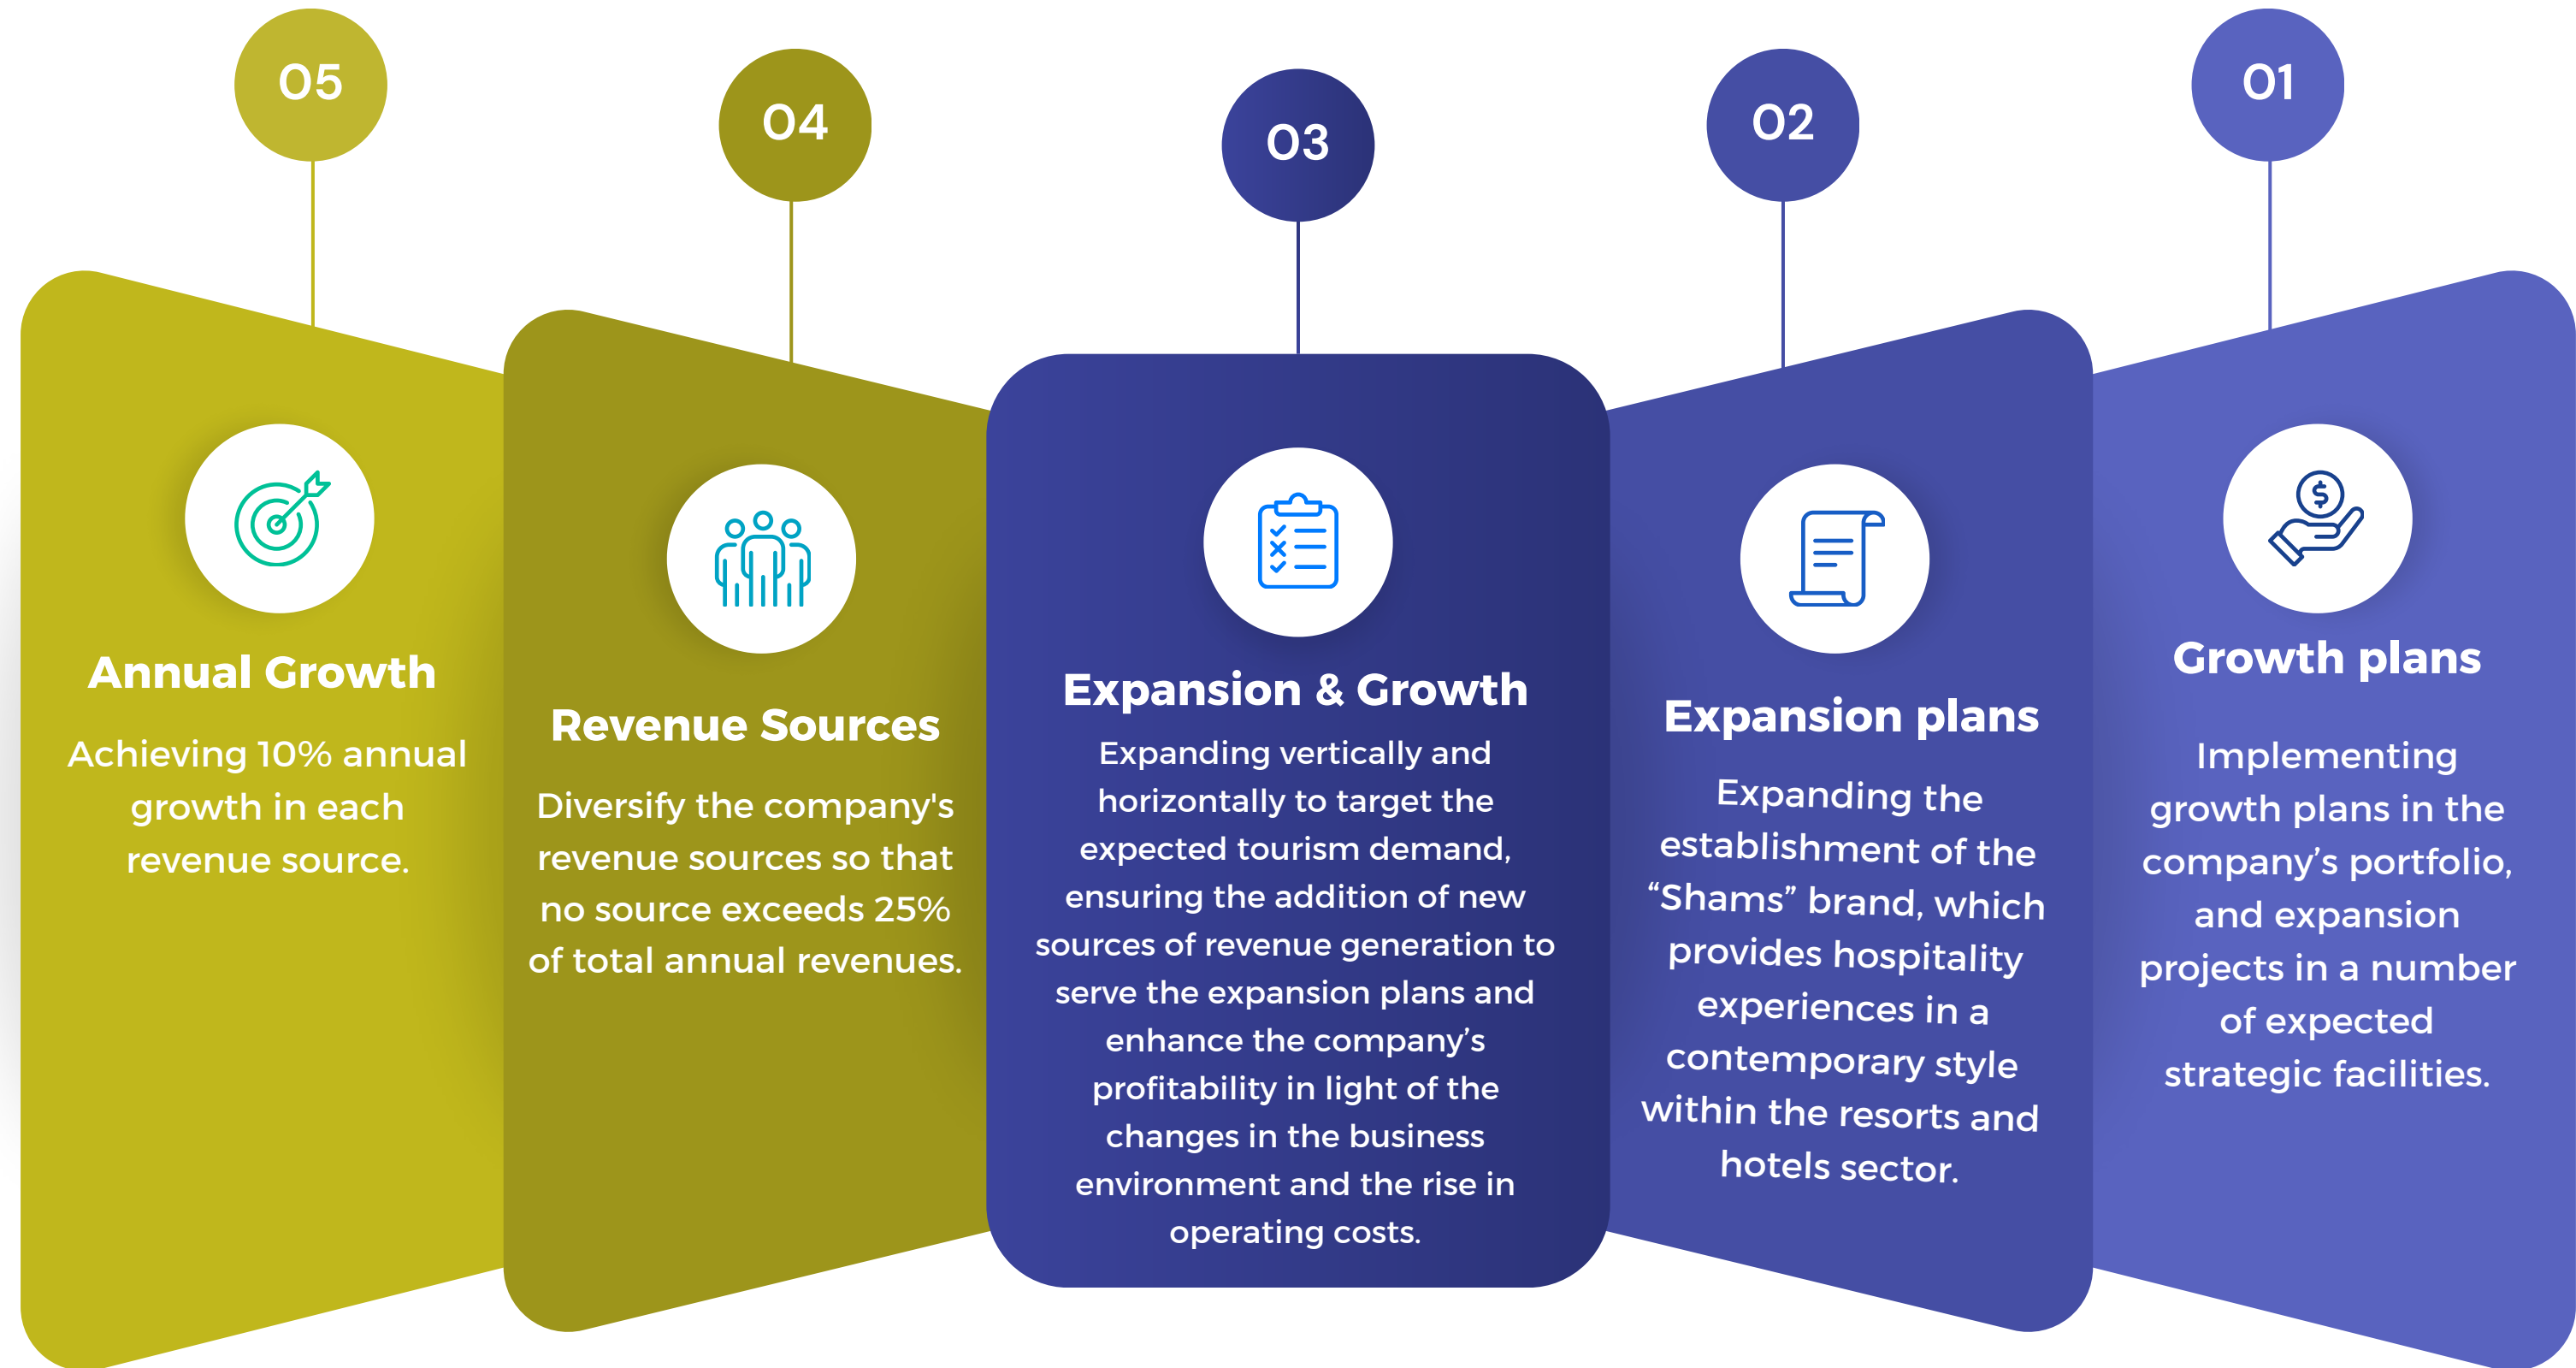 05
Annual Growth
Achieving 10% annual
growth in each
revenue source.
04
Revenue Sources
Diversify the company's
revenue sources so that
no source exceeds 25%
of total annual revenues.
03
Expansion & Growth
Expanding vertically and
horizontally to target the
expected tourism demand,
ensuring the addition of new
sources of revenue generation to
serve the expansion plans and
enhance the company’s
profitability in light of the
changes in the business
environment and the rise in
operating costs.
02
Expansion plans
Expanding the
establishment of the
“Shams” brand, which
provides hospitality
experiences in a
contemporary style
within the resorts and
hotels sector.
01
Growth plans
Implementing
growth plans in the
company’s portfolio,
and expansion
projects in a number
of expected
strategic facilities.